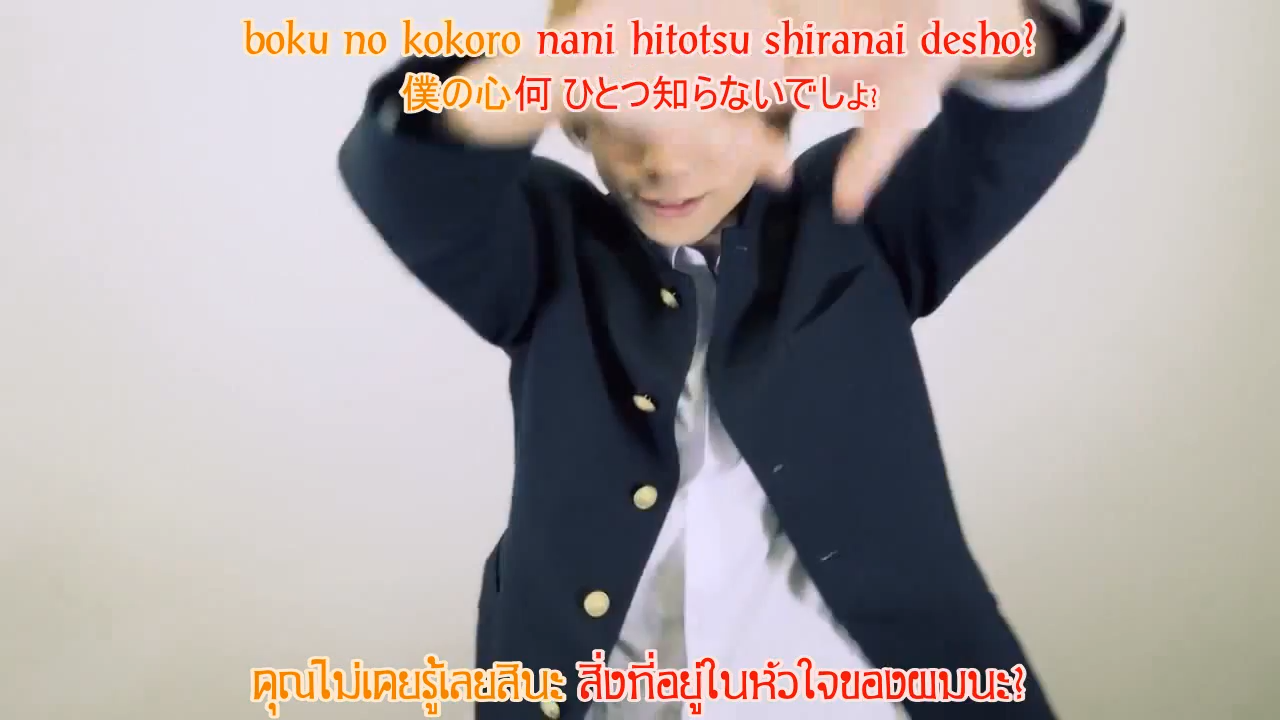 boku no kokoro nani hitotsu shiranai desho?
僕の心何 ひとつ知らないでしょ?
คุณไม่เคยรู้เลยสินะ สิ่งที่อยู่ในหัวใจของผมนะ?